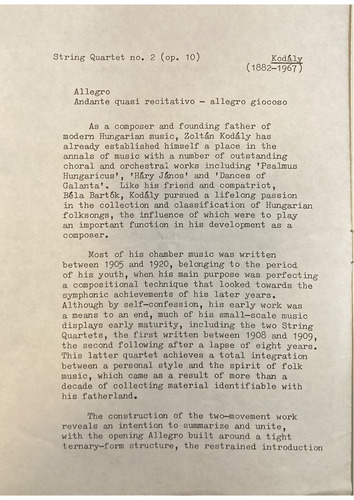 String Quartet no. 2 (op. 10) Kodály
(1882-1967)
Allegro
Andante quasi recitativo - allegro giocoso
As a composer and founding father of
modern Hungarian music, Zoltán Kodály has
already established himself a place in the
annals of music with a number of outstanding
choral and orchestral works including 'Psalmus
Hungaricus', 'Háry János' and 'Dances of
Galanta'. Like his friend and compatriot,
Béla Bartók, Kodály pursued a lifelong passion
in the collection and classification of Hungarian
folksongs, the influence of which were to play
an important function in his development as a
composer.
Most of his chamber music was written
between 1905 and 1920, belonging to the period
of his youth, when his main purpose was perfecting
a compositional technique that looked towards the
symphonic achievements of his later years.
Although by self-confession, his early work was
a means to an end, much of his small-scale music
displays early maturity, including the two String
Quartets, the first written between 1908 and 1909,
the second following after a lapse of eight years.
This latter quartet achieves a total integration
between a personal style and the spirit of folk
music, which came as a result of more than a
decade of collecting material identifiable with
his fatherland.
The construction of the two-movement work
reveals an intention to summarize and unite,
with the opening Allegro built around a tight
ternary-form structure, the restrained introduction